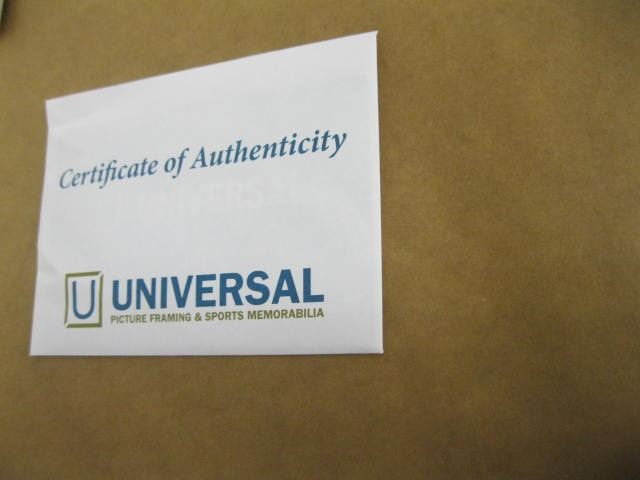 Certificate of Authenticity
U UNIVERSAL
PICTURE FRAMING & SPORTS MEMORABILIA